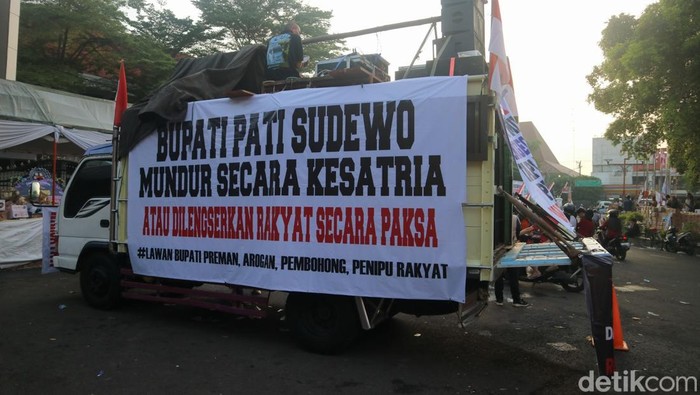 BUPATI PATI SUDEWO
MUNDUR SECARA KESATRIA
ATAU DILENGSERKAN RAKYAT SECARA PAKSA
#LAWAN BUPATI PREMAN, AROGAN, PEMBOHONG, PENIPU RAKYAT
detikcom